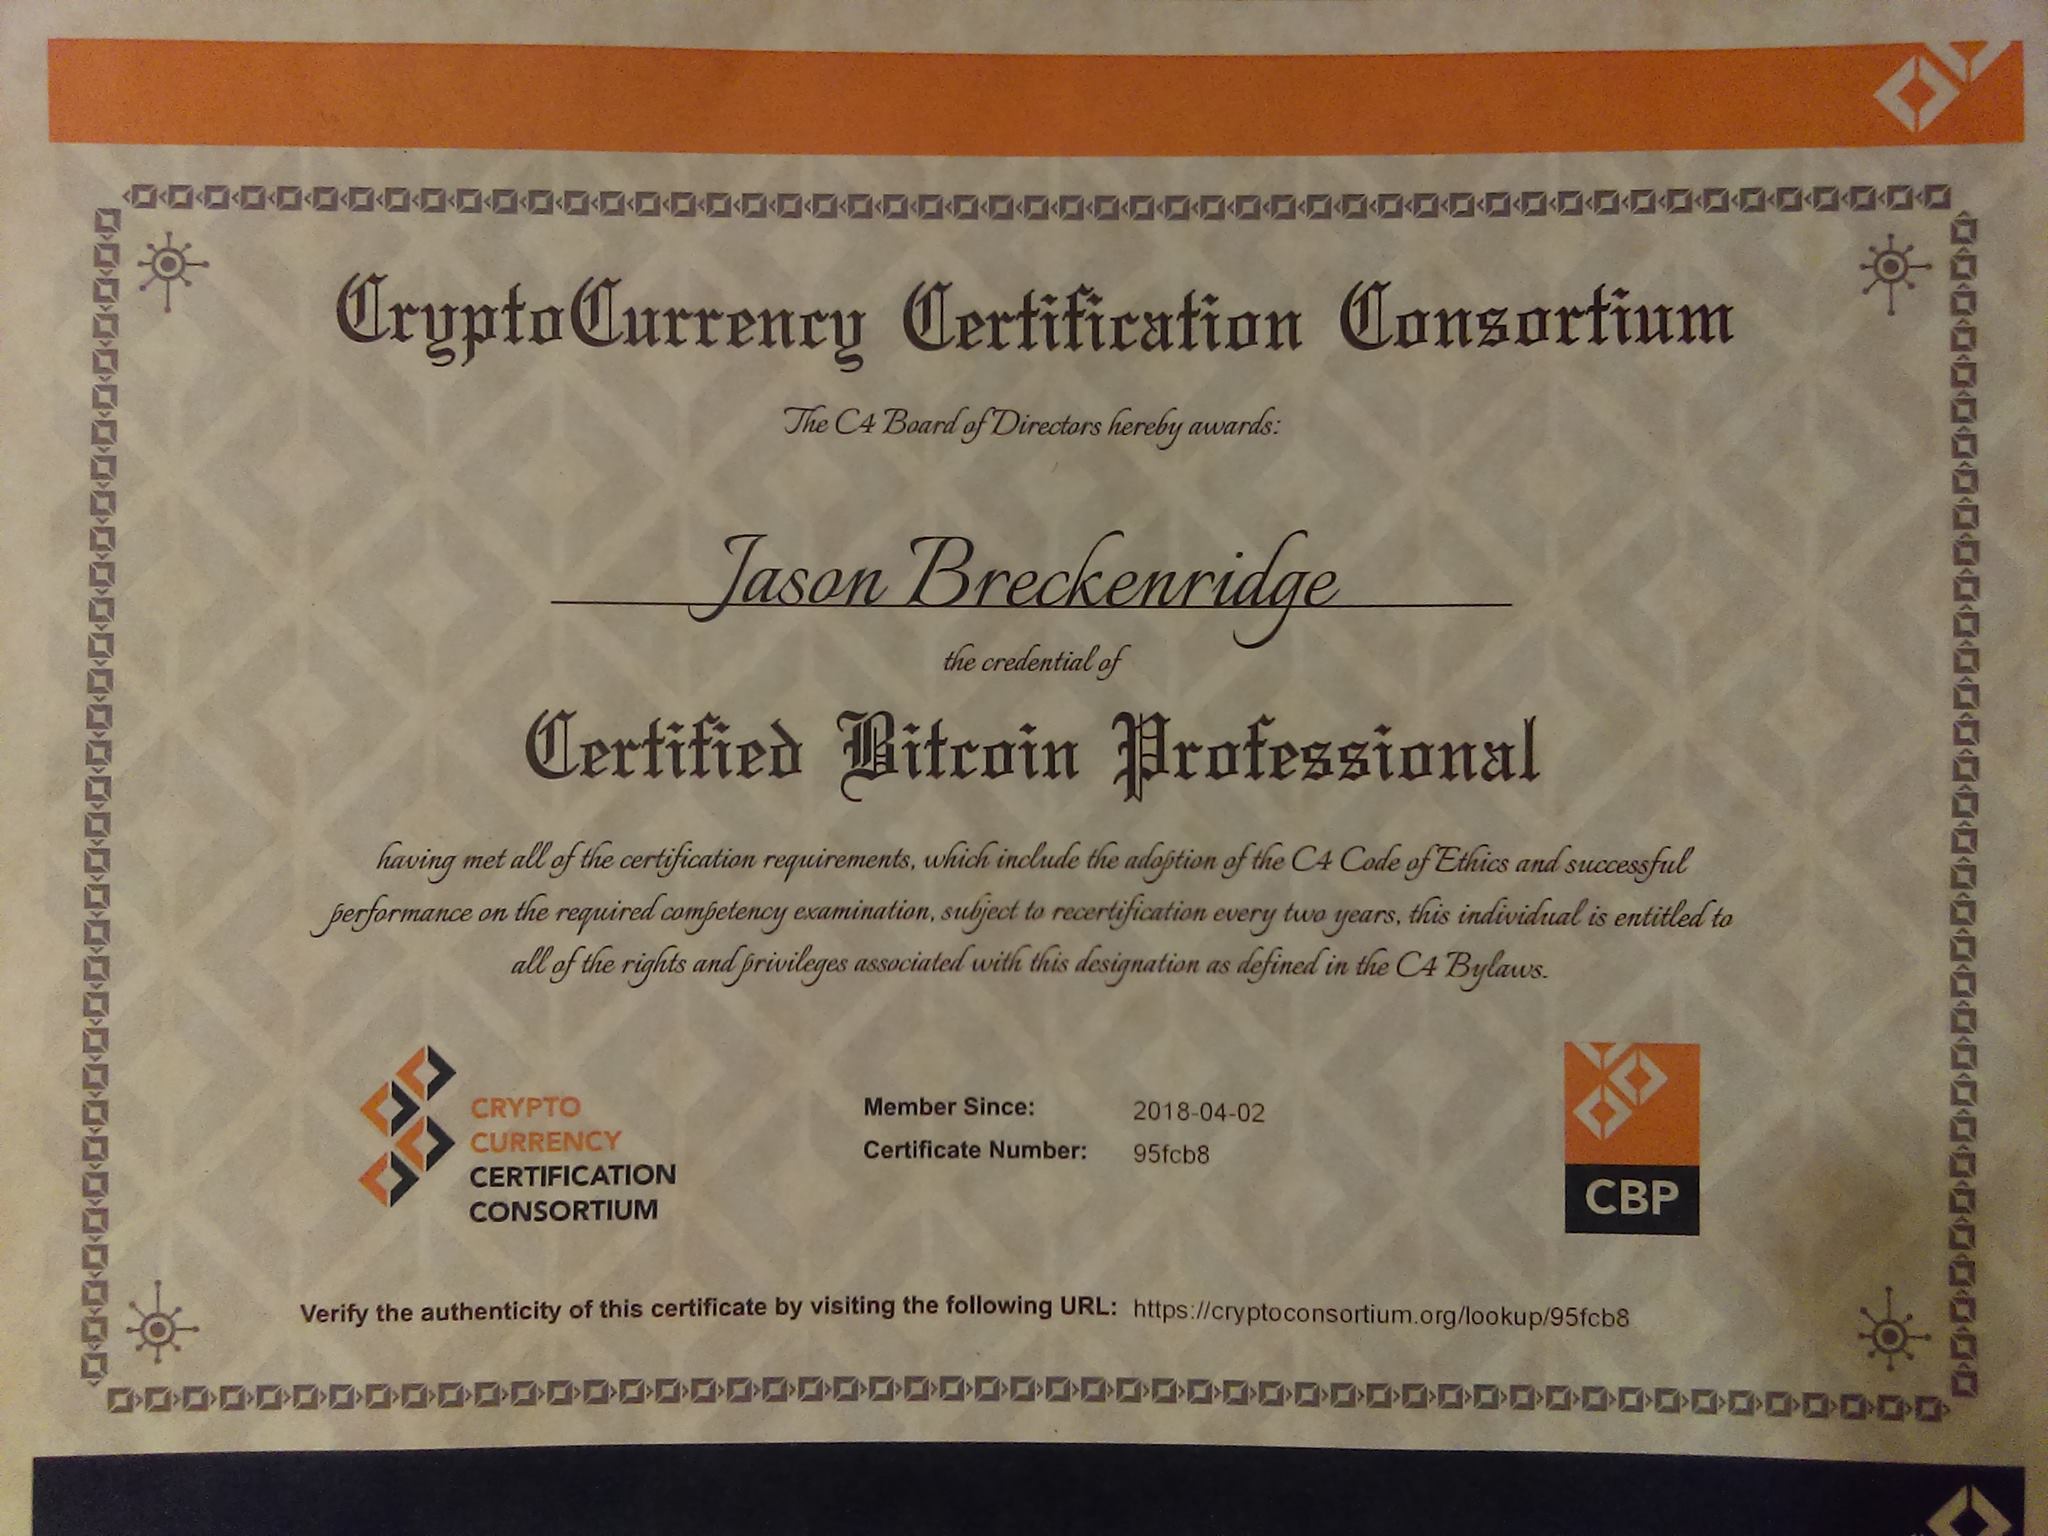 CryptoCurrency Certification Consortium
The C4 Board of Directors hereby awards:
Jason Breckenridge
the credential of
Certified Bitcoin Professional
having met all of the certification requirements, which include the adoption of the C4 Code of Ethics and successful
performance on the required competency examination, subject to recertification every two years, this individual is entitled to
all of the rights and privileges associated with this designation as defined in the C4 Bylaws.
CRYPTO
CURRENCY
CERTIFICATION
CONSORTIUM
Member Since: 2018-04-02
Certificate Number: 95fcb8
CBP
Verify the authenticity of this certificate by visiting the following URL: https://cryptoconsortium.org/lookup/95fcb8